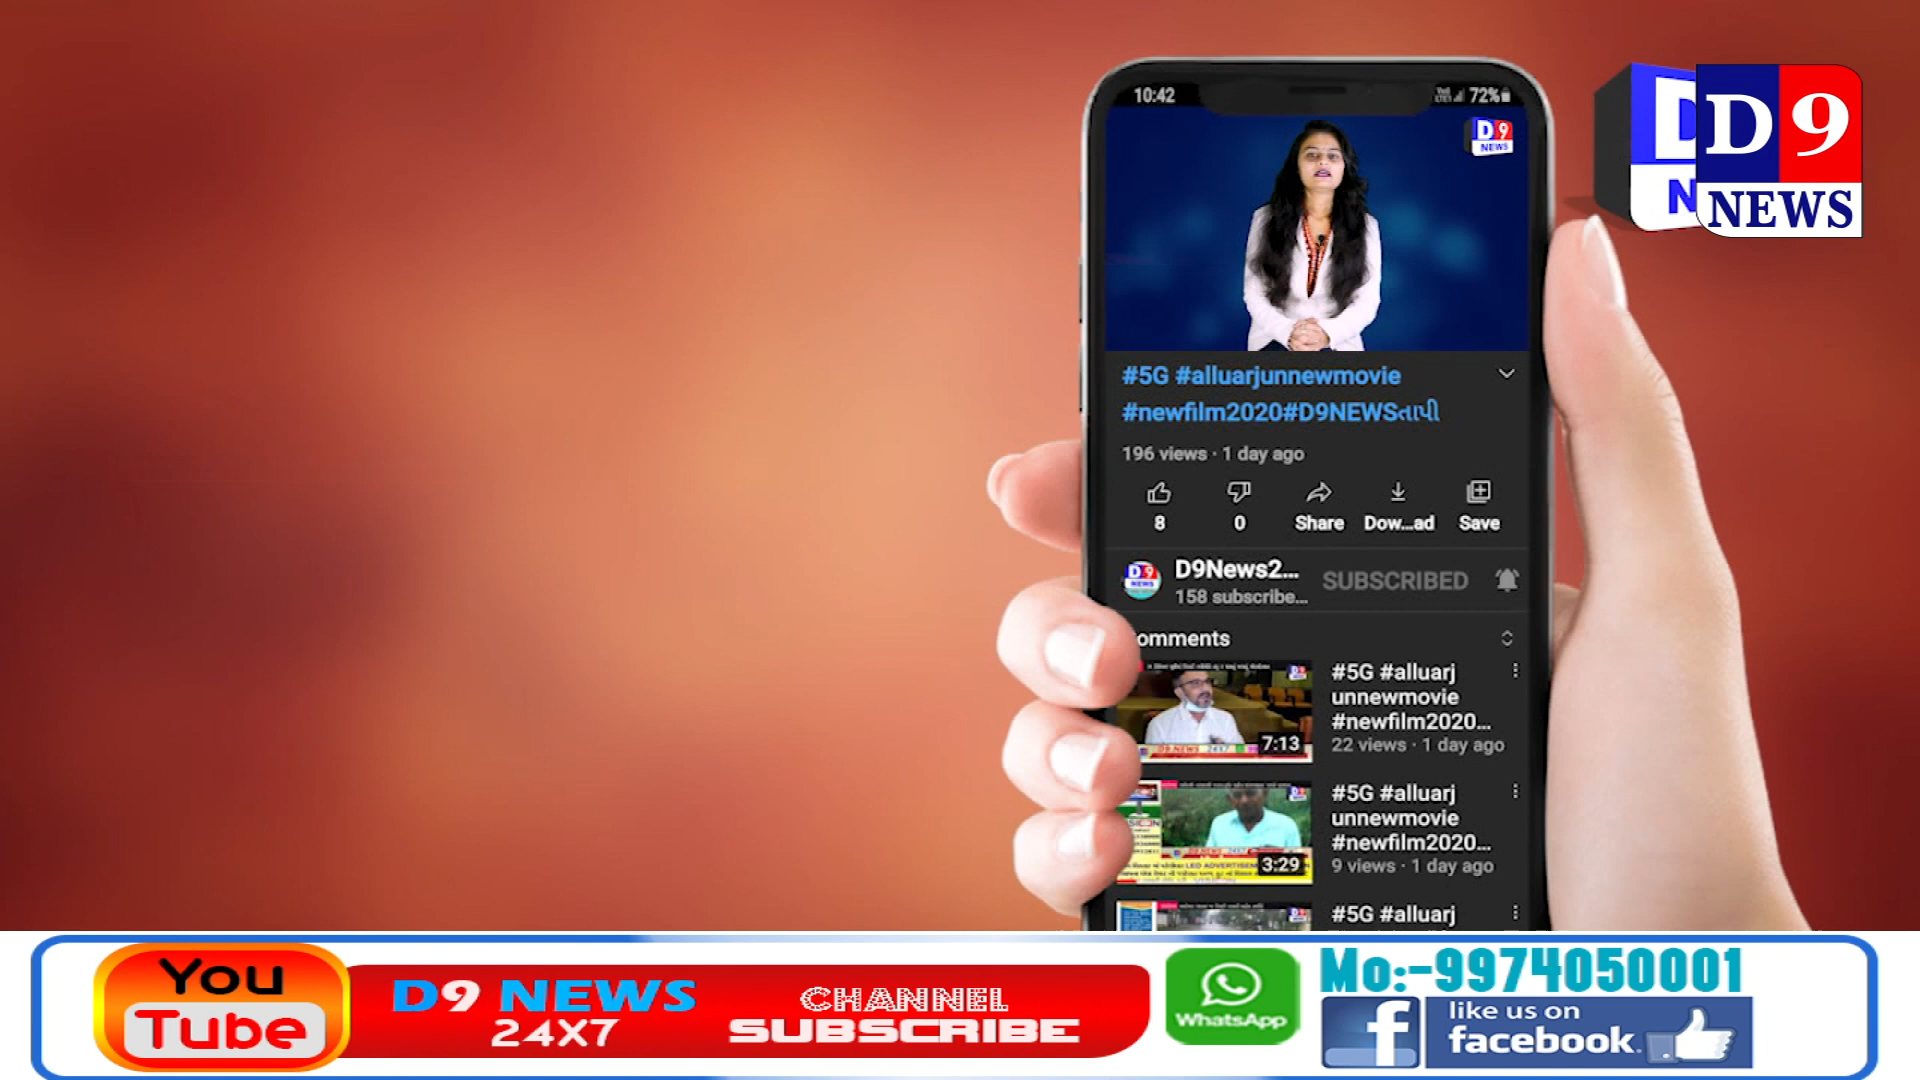 10:42
72%
D9
NEWS
D
N
D9
NEWS
#5G #alluarjunnewmovie
#newfilm2020#D9NEWSતાપી
196 views · 1 day ago
8
0
Share
Dow...ad
Save
D9
NEWS
D9News2...
158 subscribe...
SUBSCRIBED
omments
#5G #alluarj
unnewmovie
#newfilm2020...
22 views · 1 day ago
7:13
#5G #alluarj
unnewmovie
#newfilm2020...
9 views · 1 day ago
3:29
#5G #alluarj
You
Tube
D9 NEWS
24X7
CHANNEL
SUBSCRIBE
WhatsApp
Mo:-9974050001
f
like us on
facebook.